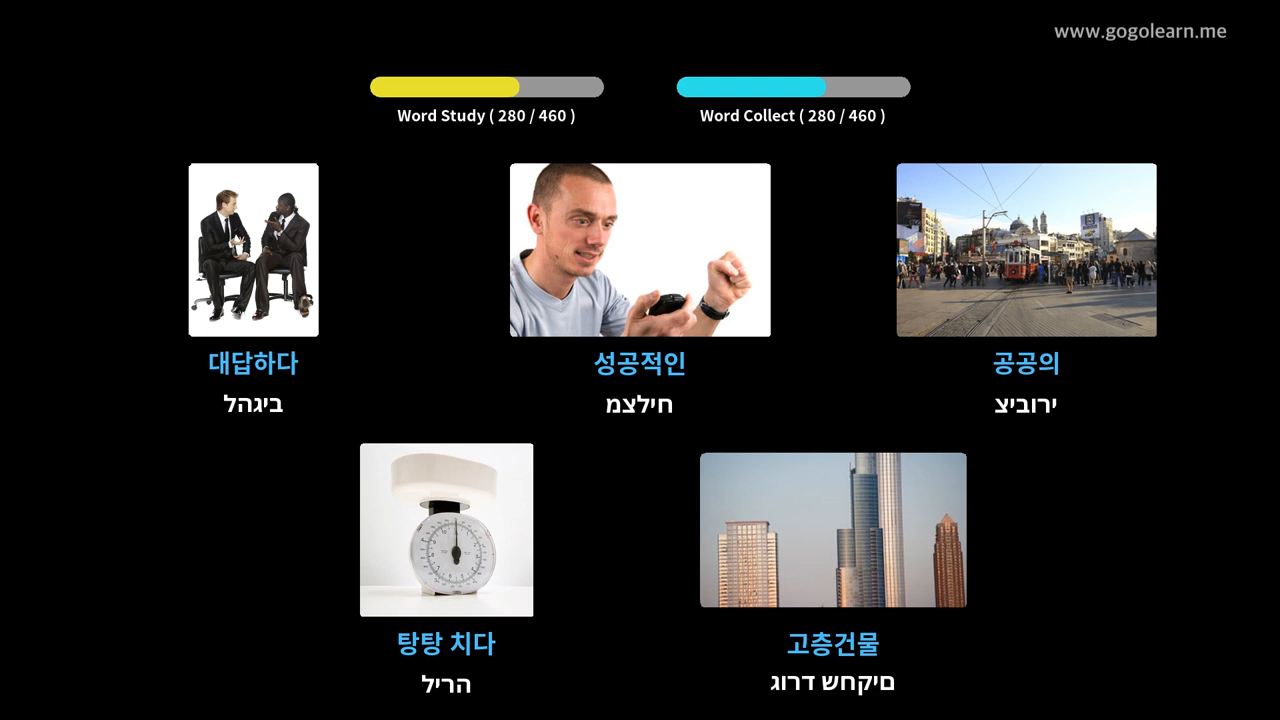 www.gogolearn.me
Word Study ( 280 / 460 )
Word Collect ( 280 / 460 )
대답하다
ביגהל
성공적인
חילצמ
공공의
ירוביצ
탕탕 치다
הריל
고층건물
םיקחש דרוג